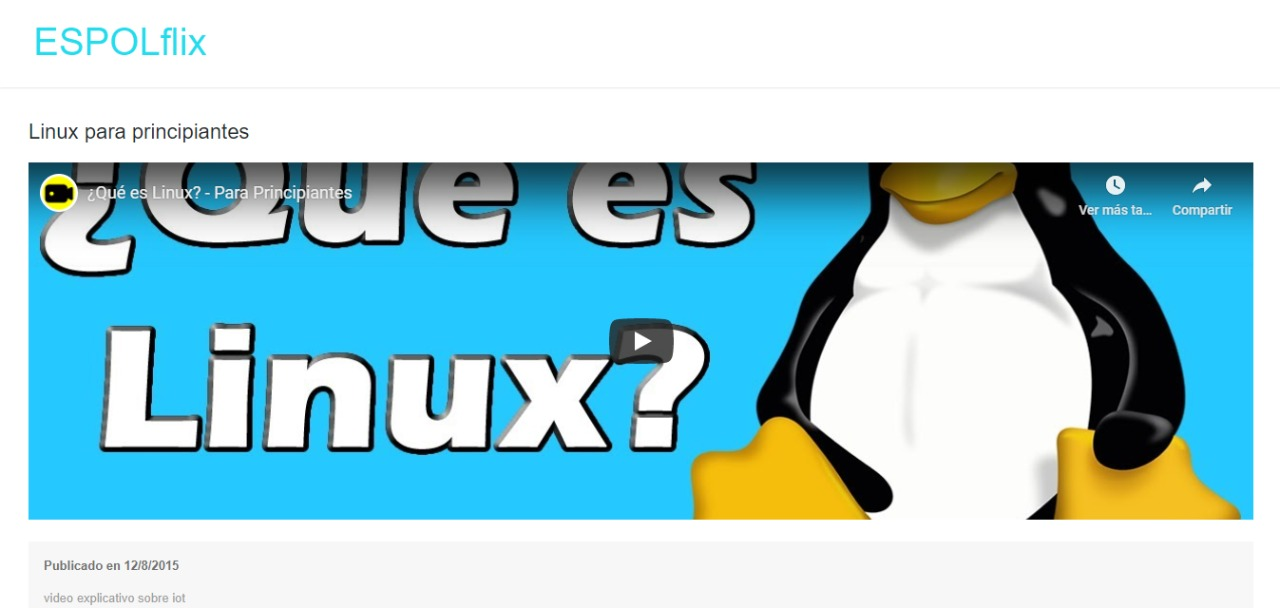 ESPOLflix
Linux para principiantes
¿Qué es Linux? - Para Principiantes
Ver más ta...
Compartir
¿Qué es
Linux?
Publicado en 12/8/2015
video explicativo sobre iot